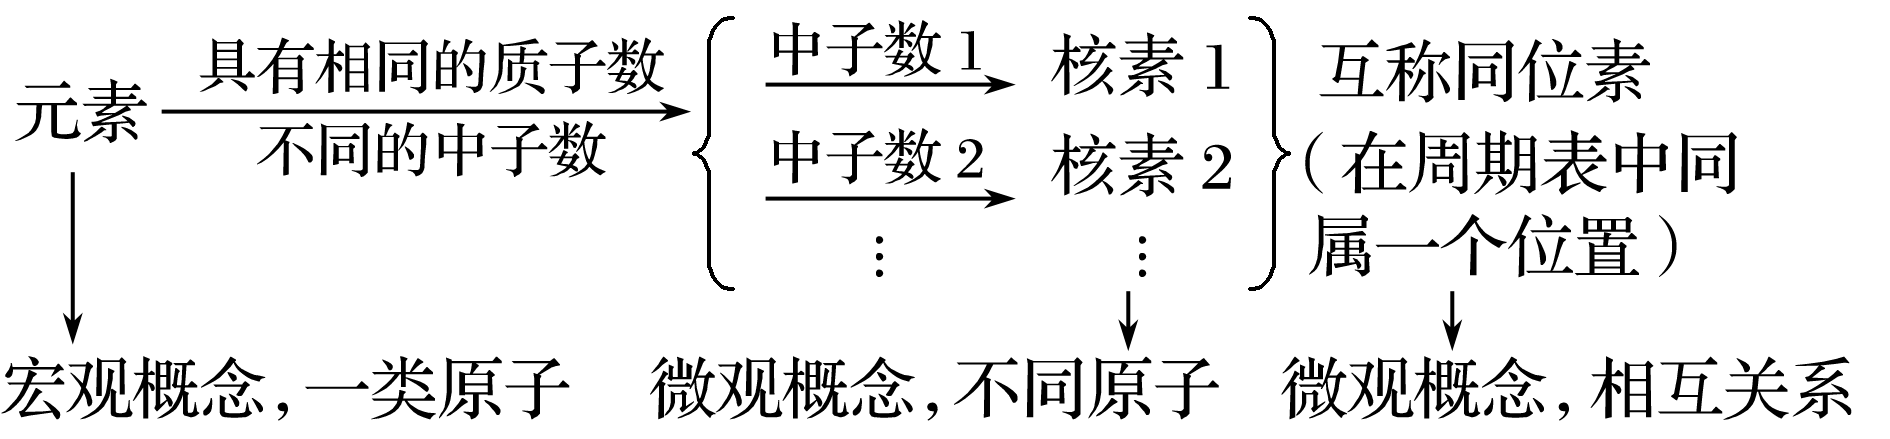 元素
具有相同的质子数
不同的中子数
中子数 1
核素 1
中子数 2
核素 2
⋮
⋮
互称同位素
（在周期表中同
属一个位置）
宏观概念,一类原子
微观概念,不同原子
微观概念,相互关系